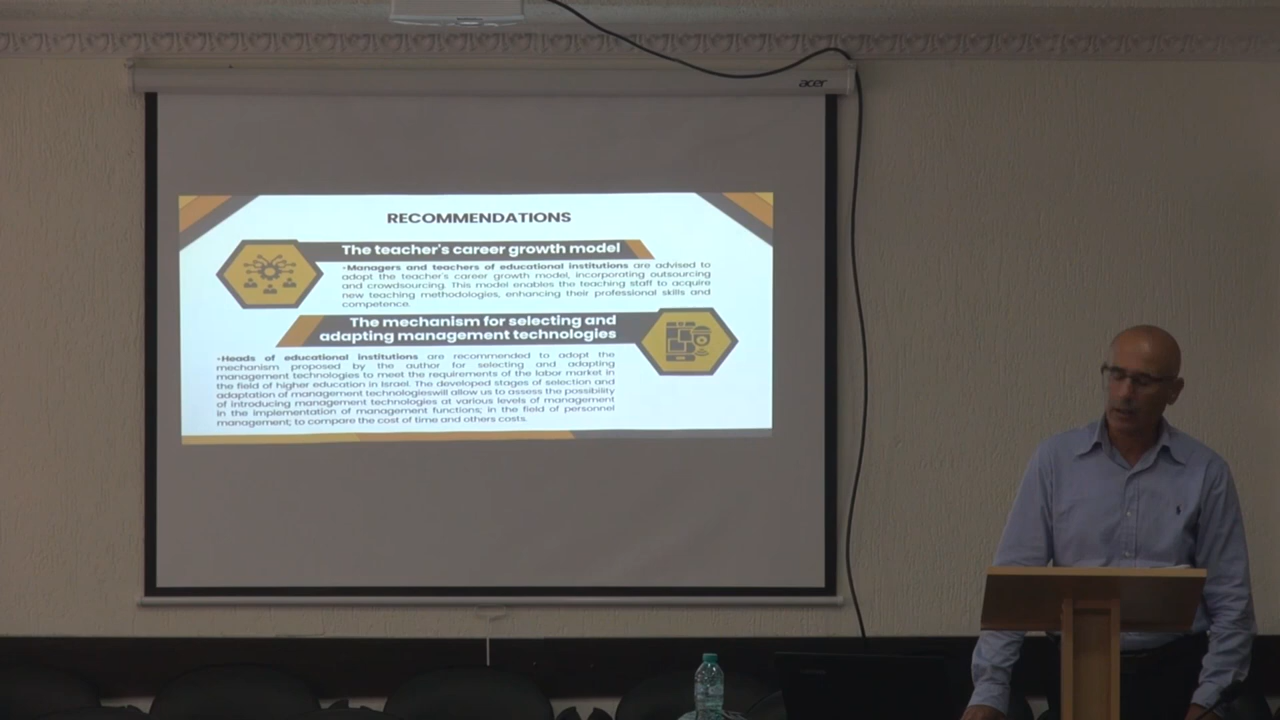 acer
RECOMMENDATIONS
The teacher's career growth model
•Managers and teachers of educational institutions are advised to
adopt the teacher's career growth model, incorporating outsourcing
and crowdsourcing. This model enables the teaching staff to acquire
new teaching methodologies, enhancing their professional skills and
competence.
The mechanism for selecting and
adapting management technologies
•Heads of educational institutions are recommended to adopt the
mechanism proposed by the author for selecting and adapting
management technologies to meet the requirements of the labor market in
the field of higher education in Israel. The developed stages of selection and
adaptation of management technologieswill allow us to assess the possibility
of introducing management technologies at various levels of management
in the implementation of management functions; in the field of personnel
management; to compare the cost of time and others costs.